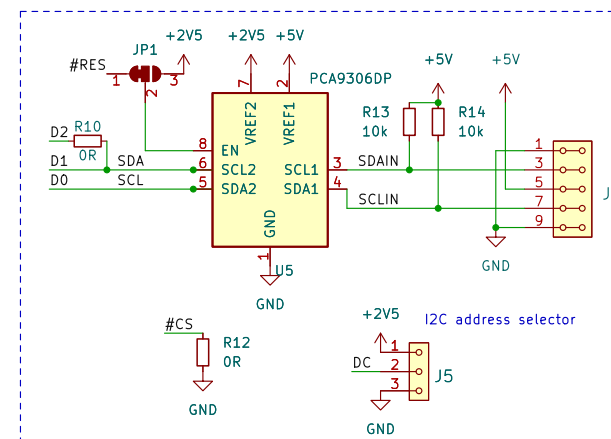 +2V5 +2V5 +5V
JP1
#RES 1 2 3
PCA9306DP
+5V +5V
7 VREF2 2 VREF1
D2 R10 0R
8 EN
D1 SDA 6 SCL2 SCL1 3 SDAIN
D0 SCL 5 SDA2 SDA1 4 SCLIN
GND 1 U5
GND
R13 10k
R14 10k
1
3
5
7
9
J
GND
#CS
R12
0R
GND
+2V5
I2C address selector
1
DC 2
3
J5
GND